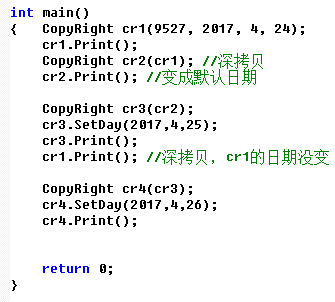 int main()
{   CopyRight cr1(9527, 2017, 4, 24);
    cr1.Print();
    CopyRight cr2(cr1); //深拷贝
    cr2.Print(); //变成默认日期

    CopyRight cr3(cr2);
    cr3.SetDay(2017,4,25);
    cr3.Print();
    cr1.Print(); //深拷贝，cr1的日期没变

    CopyRight cr4(cr3);
    cr4.SetDay(2017,4,26);
    cr4.Print();


    return 0;
}